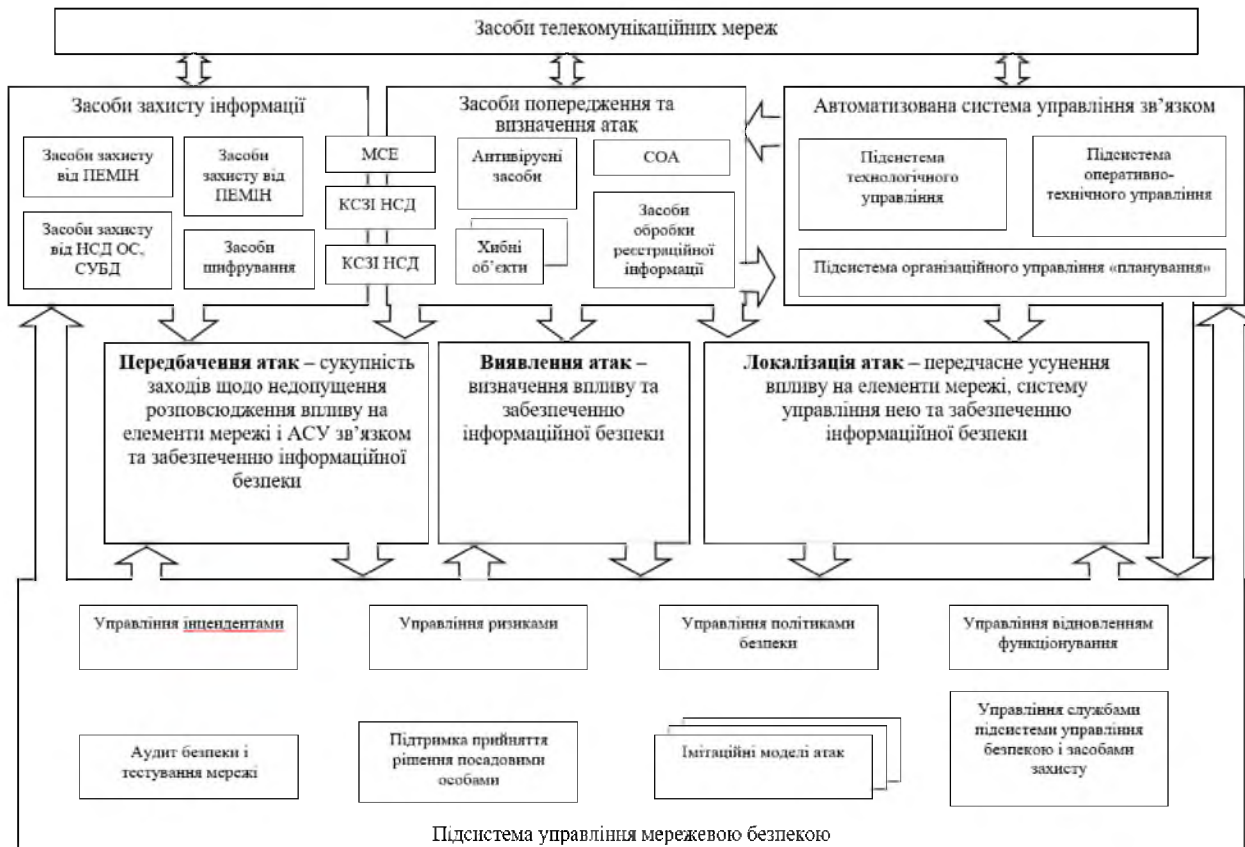 Засоби телекомунікаційних мереж
Засоби захисту інформації
Засоби захисту
від ПЕМІН
Засоби
захисту від
ПЕМІН
Засоби захисту
від НСД ОС,
СУБД
Засоби
шифрування
МСЕ
КСЗІ НСД
КСЗІ НСД
Засоби попередження та
визначення атак
Антивірусні
засоби
СОА
Хибні
об’єкти
Засоби
обробки
реєстраційної
інформації
Автоматизована система управління зв’язком
Підсистема
технологічного
управління
Підсистема
оперативно-
технічного управління
Підсистема організаційного управління «планування»
Передбачення атак – сукупність
заходів щодо недопущення
розповсюдження впливу на
елементи мережі і АСУ зв’язком
та забезпеченню інформаційної
безпеки
Виявлення атак –
визначення впливу та
забезпеченню
інформаційної безпеки
Локалізація атак – передчасне усунення
впливу на елементи мережі, систему
управління нею та забезпеченню
інформаційної безпеки
Управління інцендентами
Управління ризиками
Управління політиками
безпеки
Управління відновленням
функціонування
Аудит безпеки і
тестування мережі
Підтримка прийняття
рішення посадовими
особами
Імітаційні моделі атак
Управління службами
підсистеми управління
безпекою і засобами
захисту
Підсистема управління мережевою безпекою